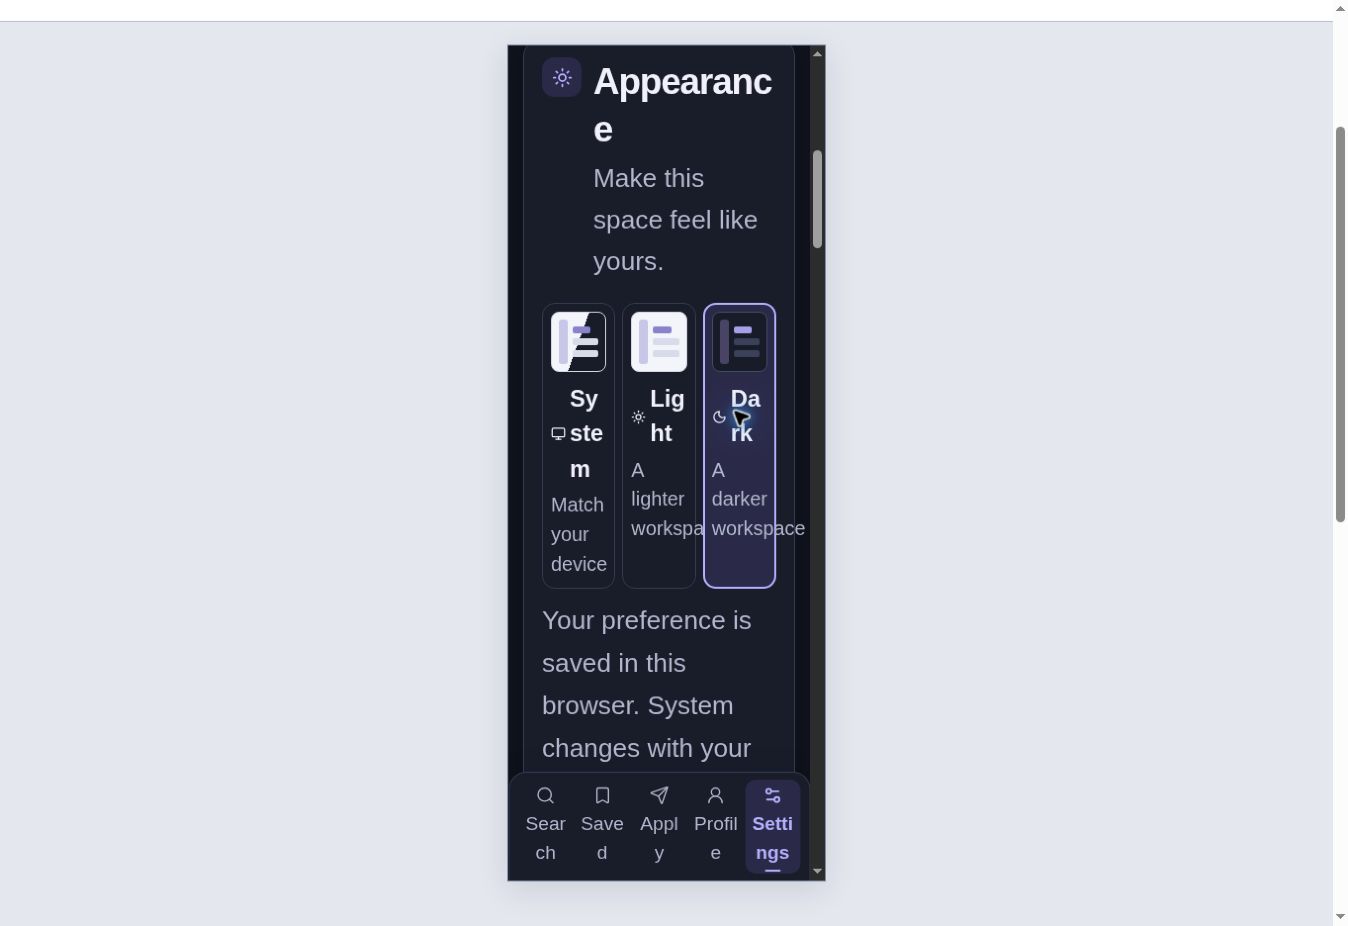 Appearanc
e
Make this
space feel like
yours.
Sy
ste
m
Match
your
device
Lig
ht
A
lighter
workspa
Da
rk
A
darker
workspace
Your preference is
saved in this
browser. System
changes with your
Sear
ch
Save
d
Appl
y
Profil
e
Setti
ngs